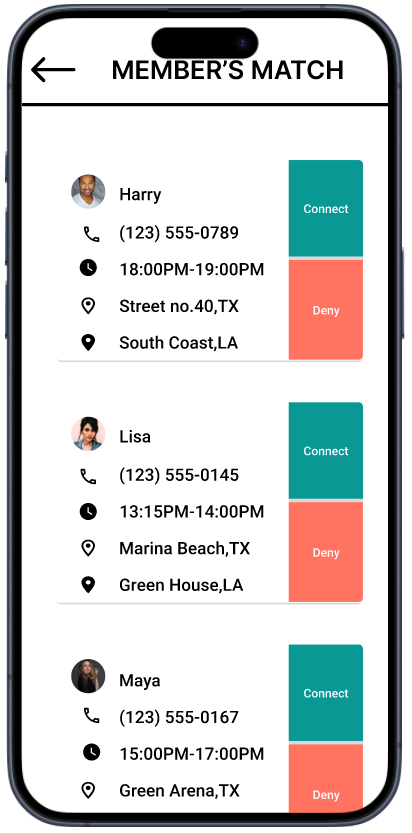 MEMBER'S MATCH
Harry
(123) 555-0789
18:00PM-19:00PM
Street no.40,TX
South Coast,LA
Connect
Deny
Lisa
(123) 555-0145
13:15PM-14:00PM
Marina Beach,TX
Green House,LA
Connect
Deny
Maya
(123) 555-0167
15:00PM-17:00PM
Green Arena,TX
Connect
Deny